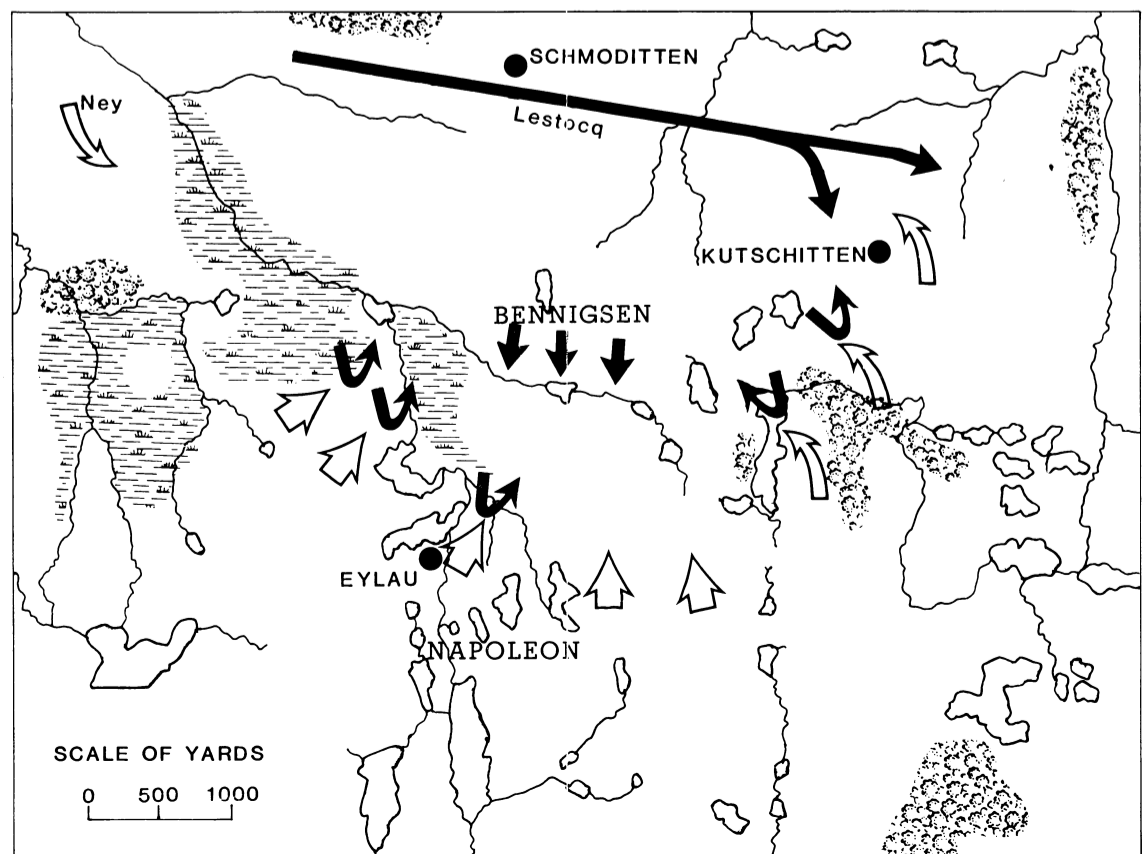 SCHMODITTEN
Ney
Lestocq
KUTSCHITTEN
BENNIGSEN
EYLAU
NAPOLEON
SCALE OF YARDS
0 500 1000